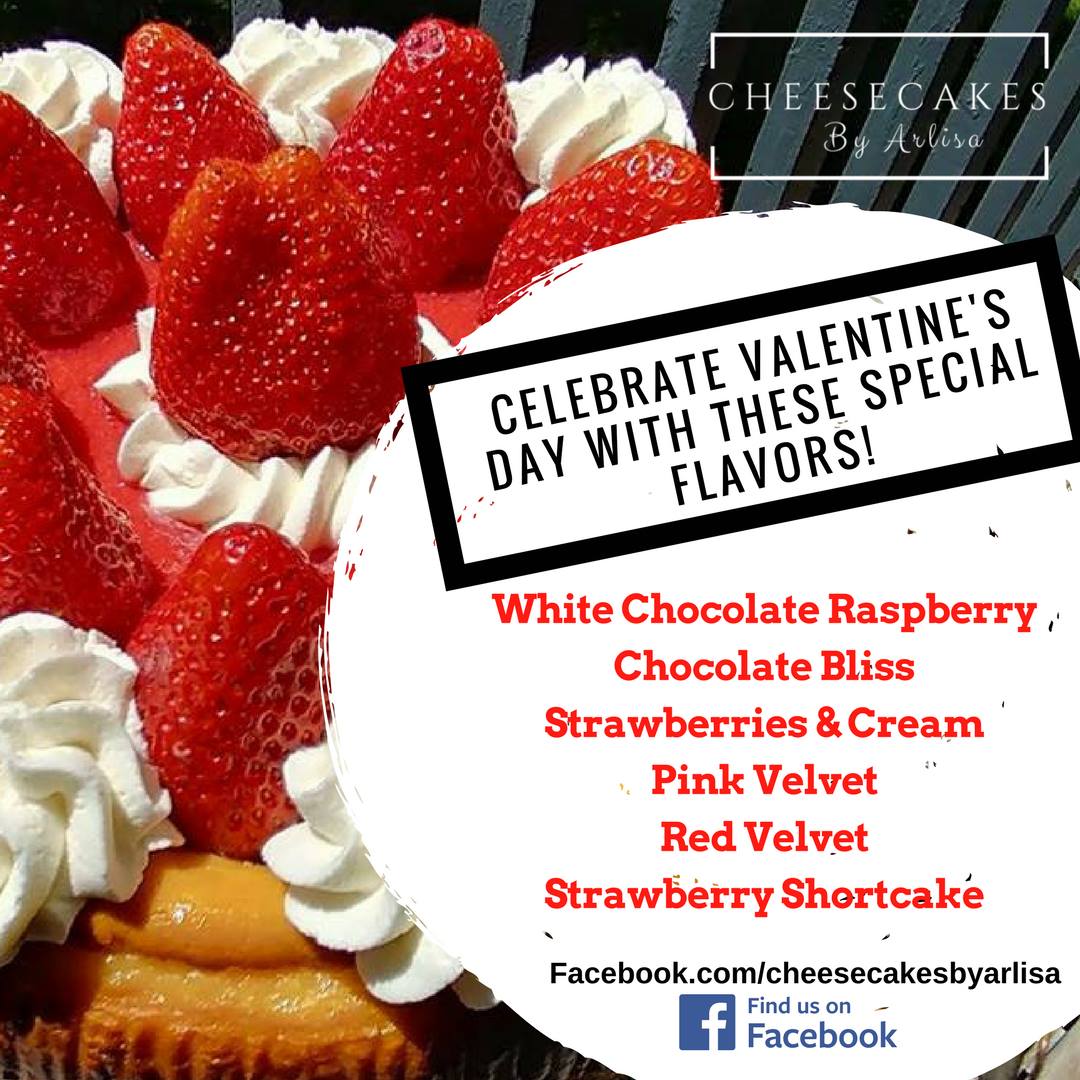 CHEESECAKES
By Arlisa
CELEBRATE VALENTINE'S
DAY WITH THESE SPECIAL
FLAVORS!
White Chocolate Raspberry
Chocolate Bliss
Strawberries & Cream
Pink Velvet
Red Velvet
Strawberry Shortcake
Facebook.com/cheesecakesbyarlisa
Find us on
Facebook